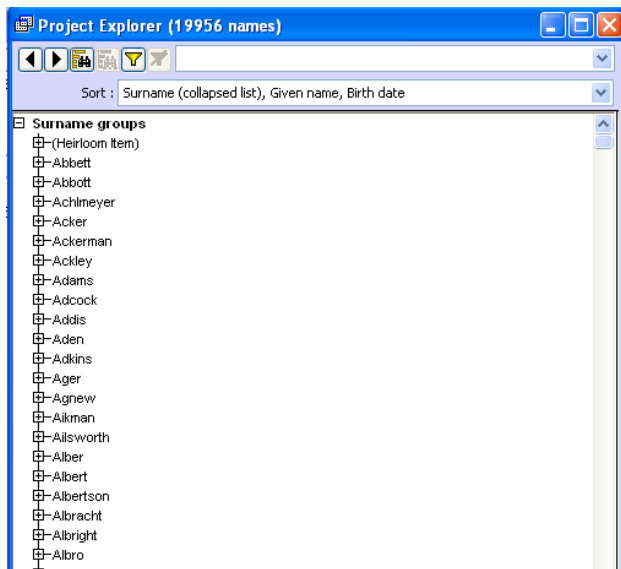 Project Explorer (19956 names)
Sort : Surname (collapsed list), Given name, Birth date
Surname groups
(Heirloom Item)
Abbett
Abbott
Achlmeyer
Acker
Ackerman
Ackley
Adams
Adcock
Addis
Aden
Adkins
Ager
Agnew
Aikman
Ailsworth
Alber
Albert
Albertson
Albracht
Albright
Albro